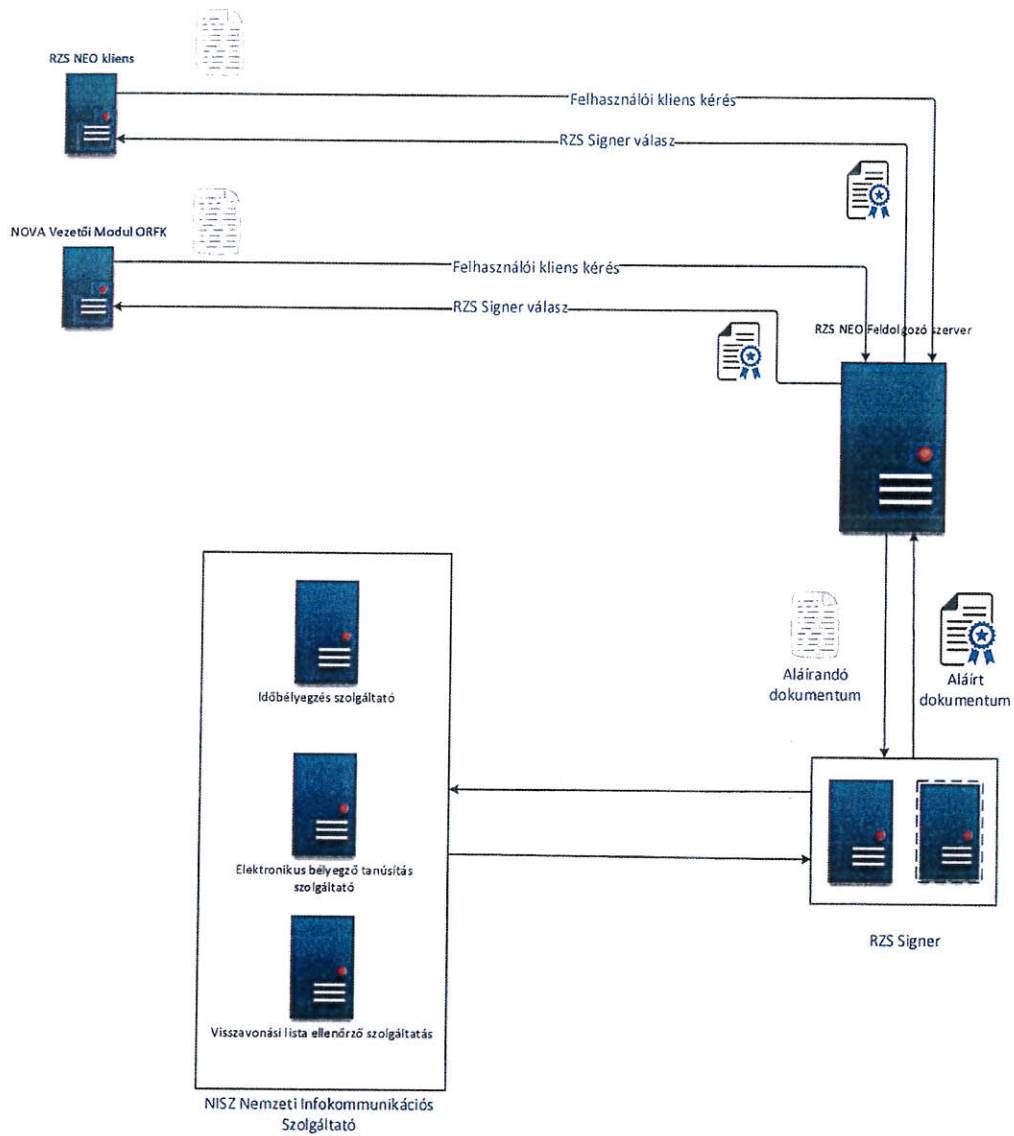 RZS NEO kliens
Felhasználói kliens kérés
RZS Signer válasz
NOVA Vezetői Modul ORFK
Felhasználói kliens kérés
RZS Signer válasz
RZS NEO Feldolgozó szerver
Időbélyegzés szolgáltató
Aláírandó
dokumentum
Aláírt
dokumentum
Elektronikus bélyegző tanúsítás
szolgáltató
RZS Signer
Visszavonási lista ellenőrző szolgáltatás
NISZ Nemzeti Infokommunikációs
Szolgáltató